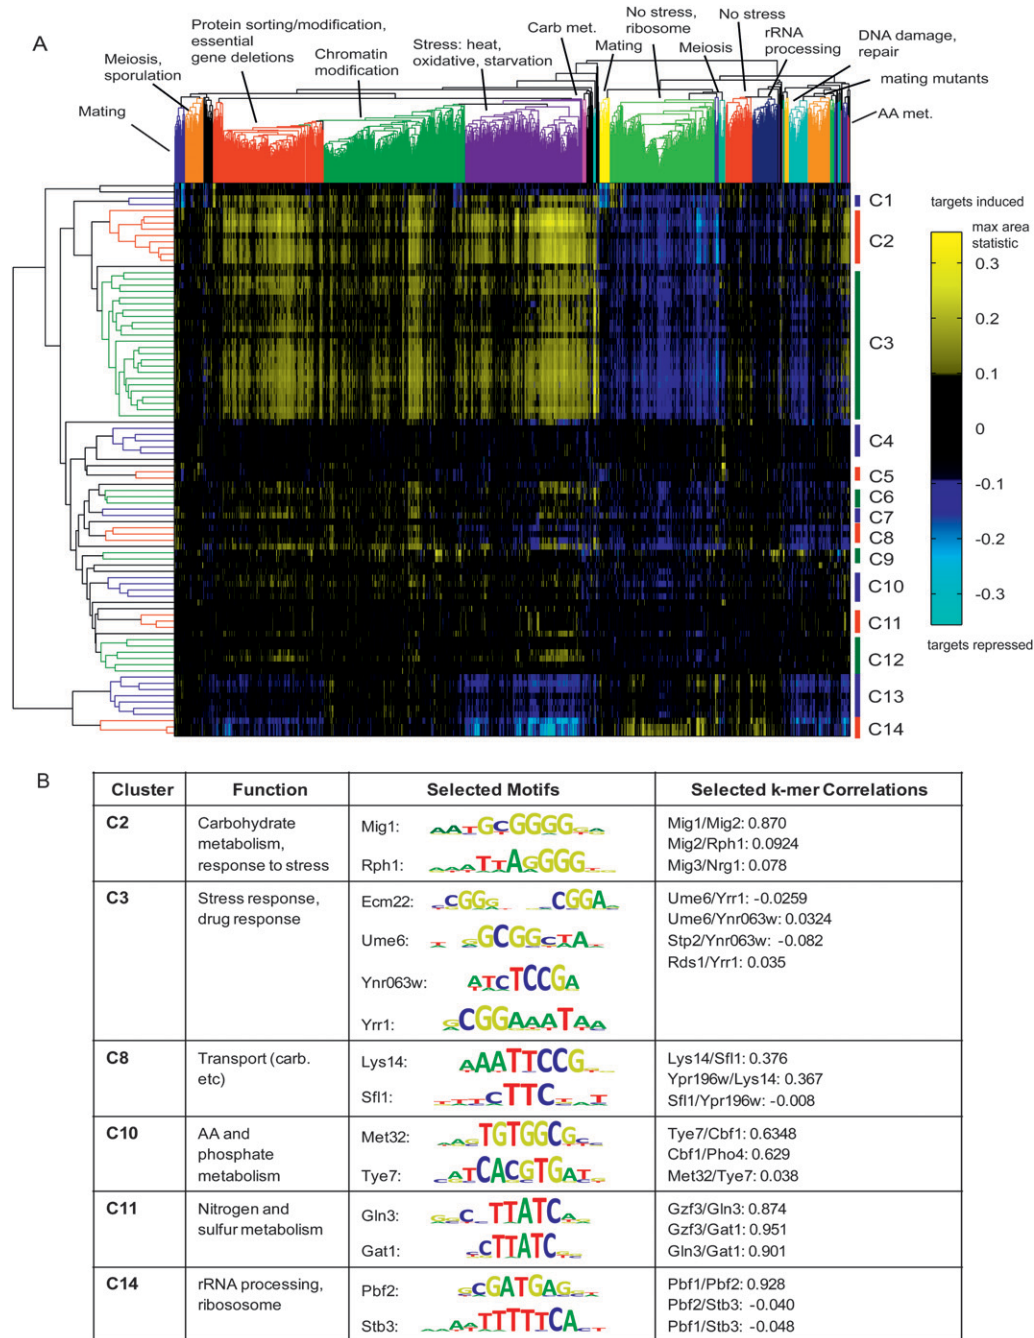 A
Protein sorting/modification,
essential
gene deletions
Meiosis,
sporulation
Mating
Chromatin
modification
Stress: heat,
oxidative, starvation
Carb met.
No stress,
ribosome
Mating
Meiosis
No stress
rRNA
processing
DNA damage,
repair
mating mutants
AA met.
C1
C2
C3
C4
C5
C6
C7
C8
C9
C10
C11
C12
C13
C14
targets induced
max area
statistic
0.3
0.2
0.1
0
-0.1
-0.2
-0.3
targets repressed
B
Cluster Function Selected Motifs Selected k-mer Correlations
C2
Carbohydrate
metabolism,
response to stress
Mig1:
Rph1:
Mig1/Mig2: 0.870
Mig2/Rph1: 0.0924
Mig3/Nrg1: 0.078
C3
Stress response,
drug response
Ecm22:
Ume6:
Ynr063w:
Yrr1:
Ume6/Yrr1: -0.0259
Ume6/Ynr063w: 0.0324
Stp2/Ynr063w: -0.082
Rds1/Yrr1: 0.035
C8
Transport (carb.
etc)
Lys14:
Sfl1:
Lys14/Sfl1: 0.376
Ypr196w/Lys14: 0.367
Sfl1/Ypr196w: -0.008
C10
AA and
phosphate
metabolism
Met32:
Tye7:
Tye7/Cbf1: 0.6348
Cbf1/Pho4: 0.629
Met32/Tye7: 0.038
C11
Nitrogen and
sulfur metabolism
Gln3:
Gat1:
Gzf3/Gln3: 0.874
Gzf3/Gat1: 0.951
Gln3/Gat1: 0.901
C14
rRNA processing,
ribososome
Pbf2:
Stb3:
Pbf1/Pbf2: 0.928
Pbf2/Stb3: -0.040
Pbf1/Stb3: -0.048